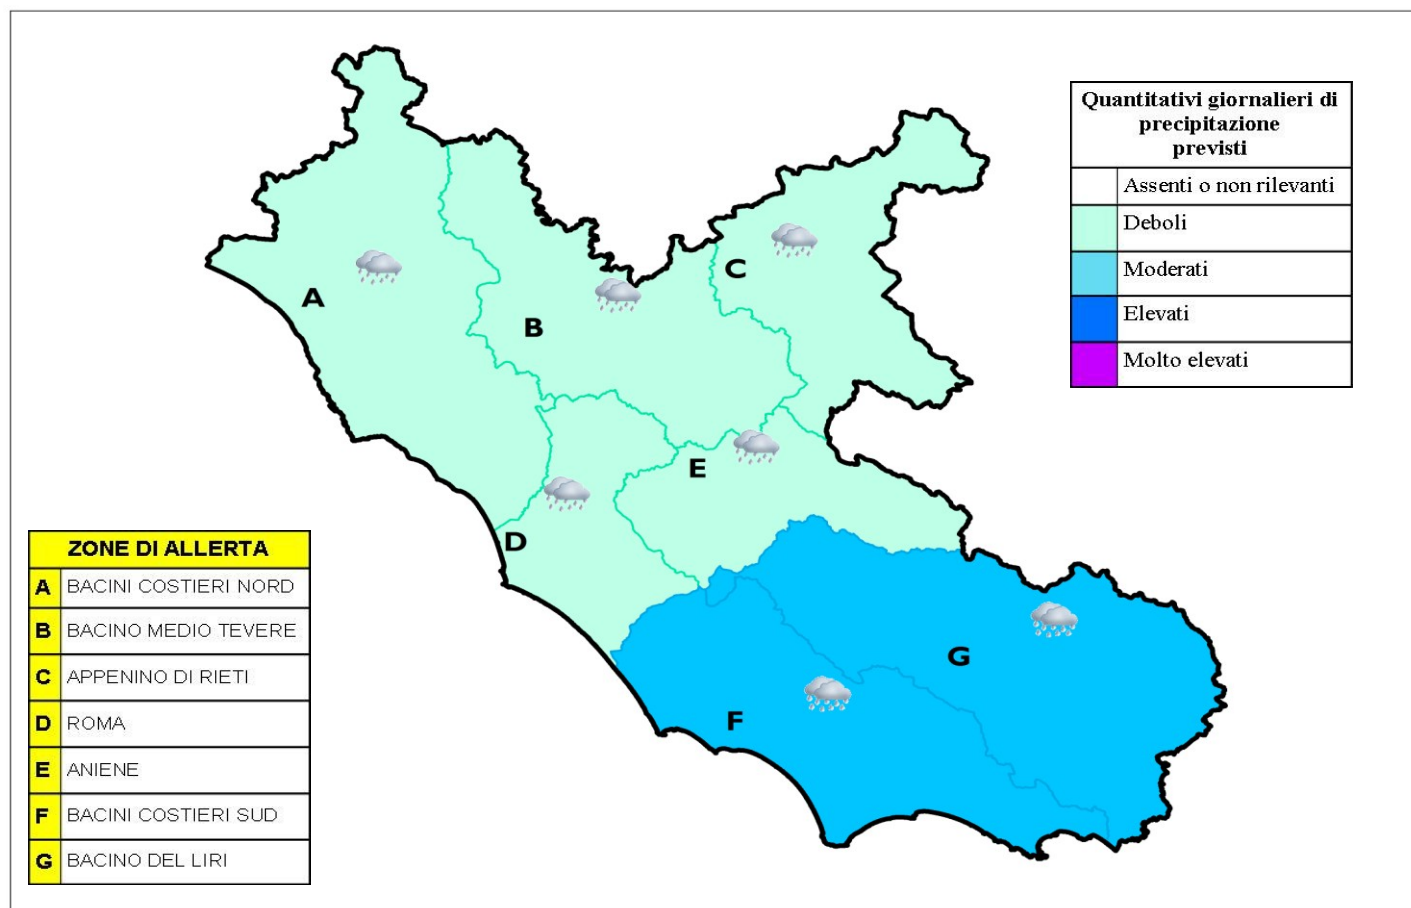 Quantitativi giornalieri di
precipitazione
previsti
Assenti o non rilevanti
Deboli
Moderati
Elevati
Molto elevati
A
B
C
D
E
F
G
ZONE DI ALLERTA
A BACINI COSTIERI NORD
B BACINO MEDIO TEVERE
C APPENINO DI RIETI
D ROMA
E ANIENE
F BACINI COSTIERI SUD
G BACINO DEL LIRI